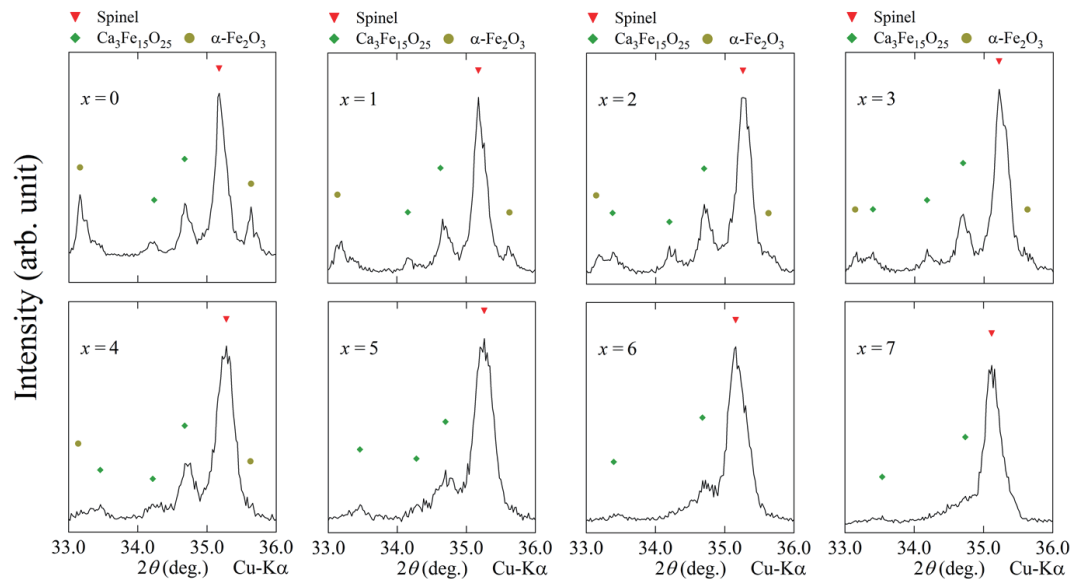 Spinel
Ca₃Fe₁₅O₂₅ α-Fe₂O₃
Spinel
Ca₃Fe₁₅O₂₅ α-Fe₂O₃
Spinel
Ca₃Fe₁₅O₂₅ α-Fe₂O₃
Spinel
Ca₃Fe₁₅O₂₅ α-Fe₂O₃
x = 0
x = 1
x = 2
x = 3
Intensity (arb. unit)
x = 4
x = 5
x = 6
x = 7
33.0 34.0 35.0 36.0
2θ (deg.) Cu-Kα
33.0 34.0 35.0 36.0
2θ (deg.) Cu-Kα
33.0 34.0 35.0 36.0
2θ (deg.) Cu-Kα
33.0 34.0 35.0 36.0
2θ (deg.) Cu-Kα